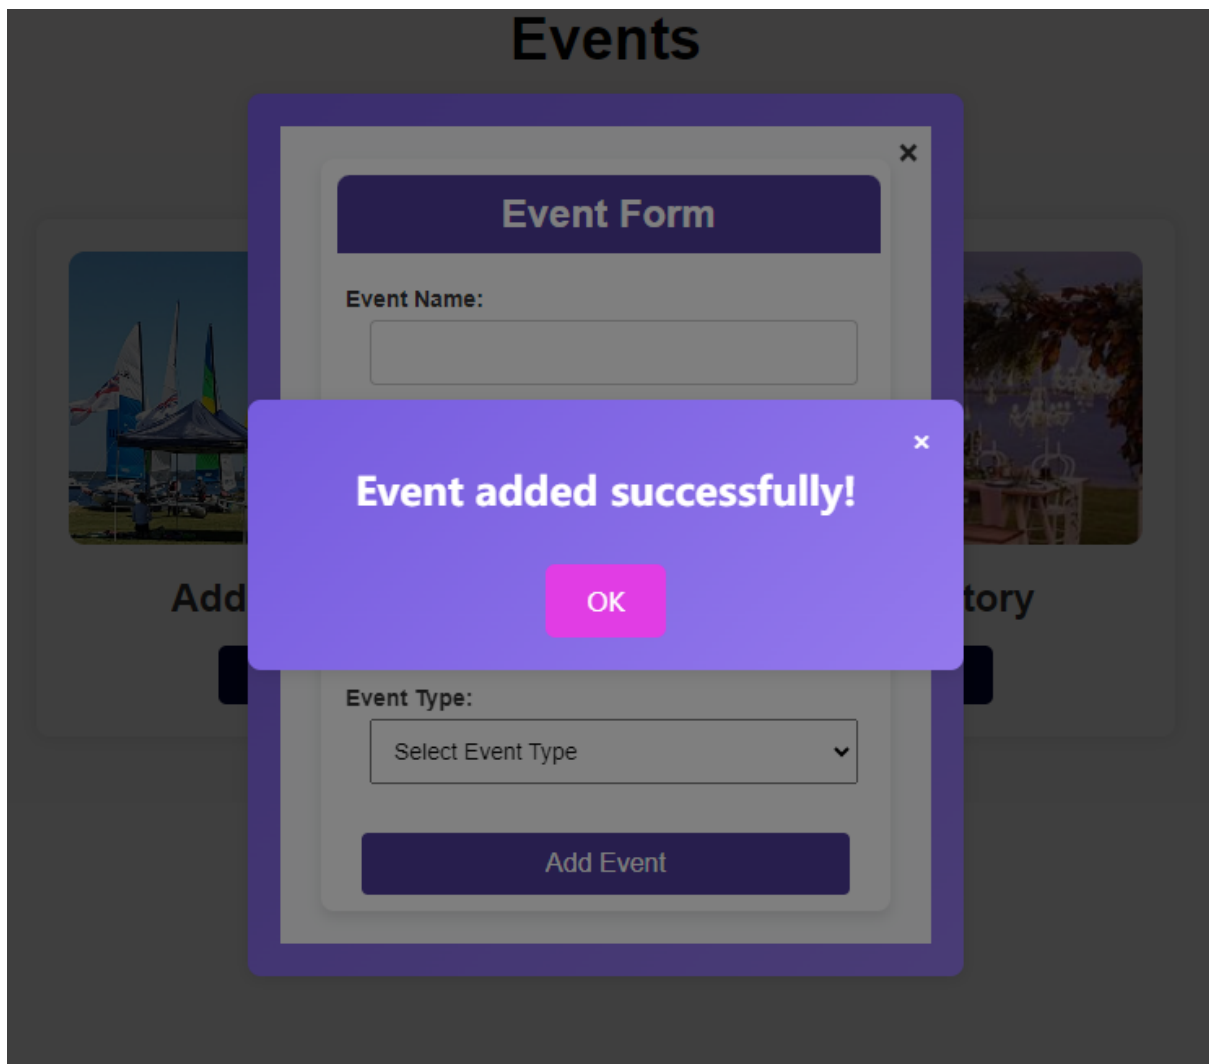 Events
×
Event Form
Event Name:
×
Event added successfully!
OK
Add
tory
Event Type:
Select Event Type
Add Event